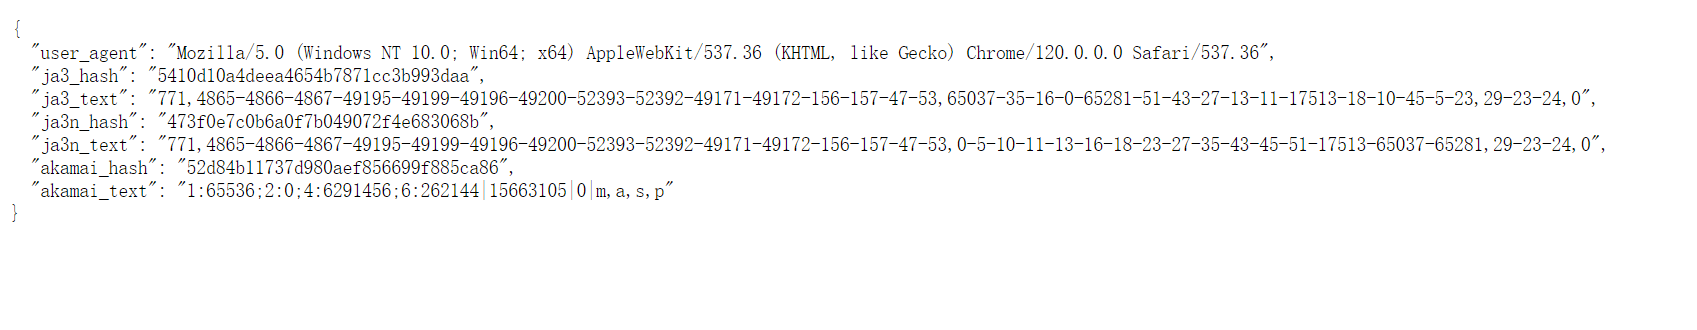 {
"user_agent": "Mozilla/5.0 (Windows NT 10.0; Win64; x64) AppleWebKit/537.36 (KHTML, like Gecko) Chrome/120.0.0.0 Safari/537.36",
"ja3_hash": "5410d10a4deea4654b7871cc3b993daa",
"ja3_text": "771,4865-4866-4867-49195-49199-49196-49200-52393-52392-49171-49172-156-157-47-53,65037-35-16-0-65281-51-43-27-13-11-17513-18-10-45-5-23,29-23-24,0",
"ja3n_hash": "473f0e7c0b6a0f7b049072f4e683068b",
"ja3n_text": "771,4865-4866-4867-49195-49199-49196-49200-52393-52392-49171-49172-156-157-47-53,0-5-10-11-13-16-18-23-27-35-43-45-51-17513-65037-65281,29-23-24,0",
"akamai_hash": "52d84b11737d980aef856699f885ca86",
"akamai_text": "1:65536;2:0;4:6291456;6:262144|15663105|0|m,a,s,p"
}